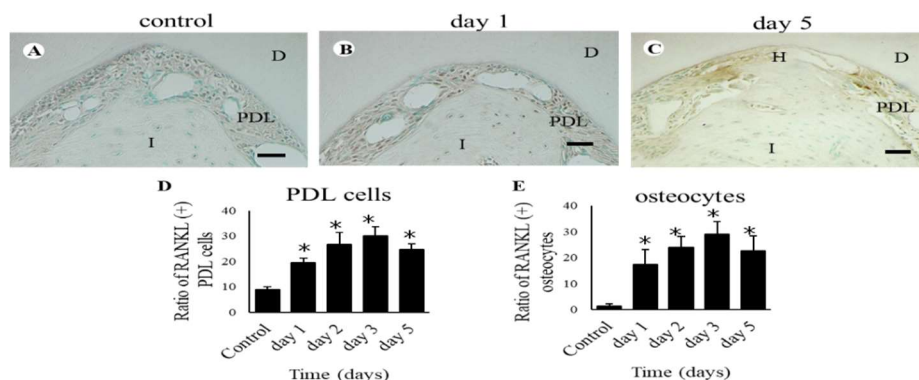 control
day 1
day 5
A
D
PDL
I
B
D
PDL
I
C
H
D
PDL
I
D
PDL cells
Ratio of RANKL (+)
PDL cells
40
30
20
10
0
*
*
*
*
Control
day 1
day 2
day 3
day 5
Time (days)
E
osteocytes
Ratio of RANKL (+)
osteocytes
40
30
20
10
0
*
*
*
*
Control
day 1
day 2
day 3
day 5
Time (days)